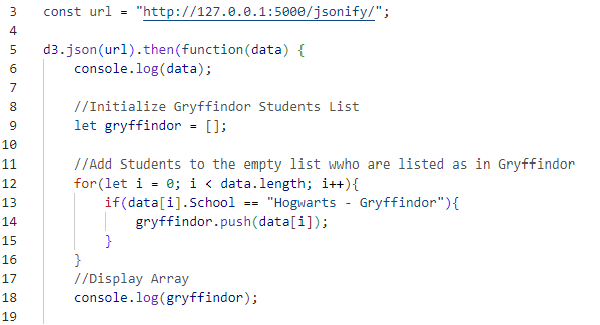 3 const url = "http://127.0.0.1:5000/jsonify/";
4
5 d3.json(url).then(function(data) {
6     console.log(data);
7
8     //Initialize Gryffindor Students List
9     let gryffindor = [];
10
11     //Add Students to the empty list wwho are listed as in Gryffindor
12     for(let i = 0; i < data.length; i++){
13         if(data[i].School == "Hogwarts - Gryffindor"){
14             gryffindor.push(data[i]);
15         }
16     }
17     //Display Array
18     console.log(gryffindor);
19